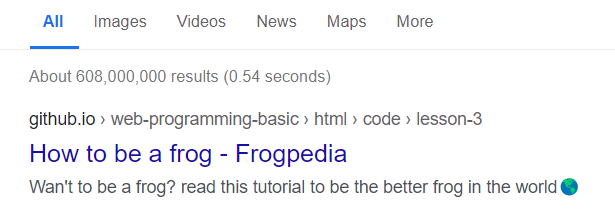 All Images Videos News Maps More
About 608,000,000 results (0.54 seconds)
github.io › web-programming-basic › html › code › lesson-3
How to be a frog - Frogpedia
Wan't to be a frog? read this tutorial to be the better frog in the world🌎